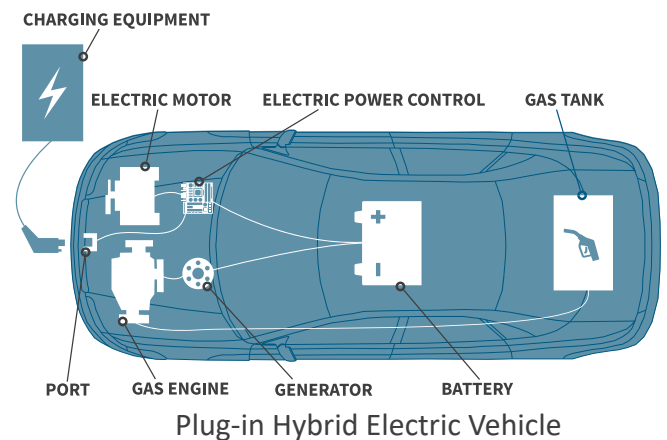 CHARGING EQUIPMENT
ELECTRIC MOTOR
ELECTRIC POWER CONTROL
GAS TANK
PORT
GAS ENGINE
GENERATOR
BATTERY
Plug-in Hybrid Electric Vehicle